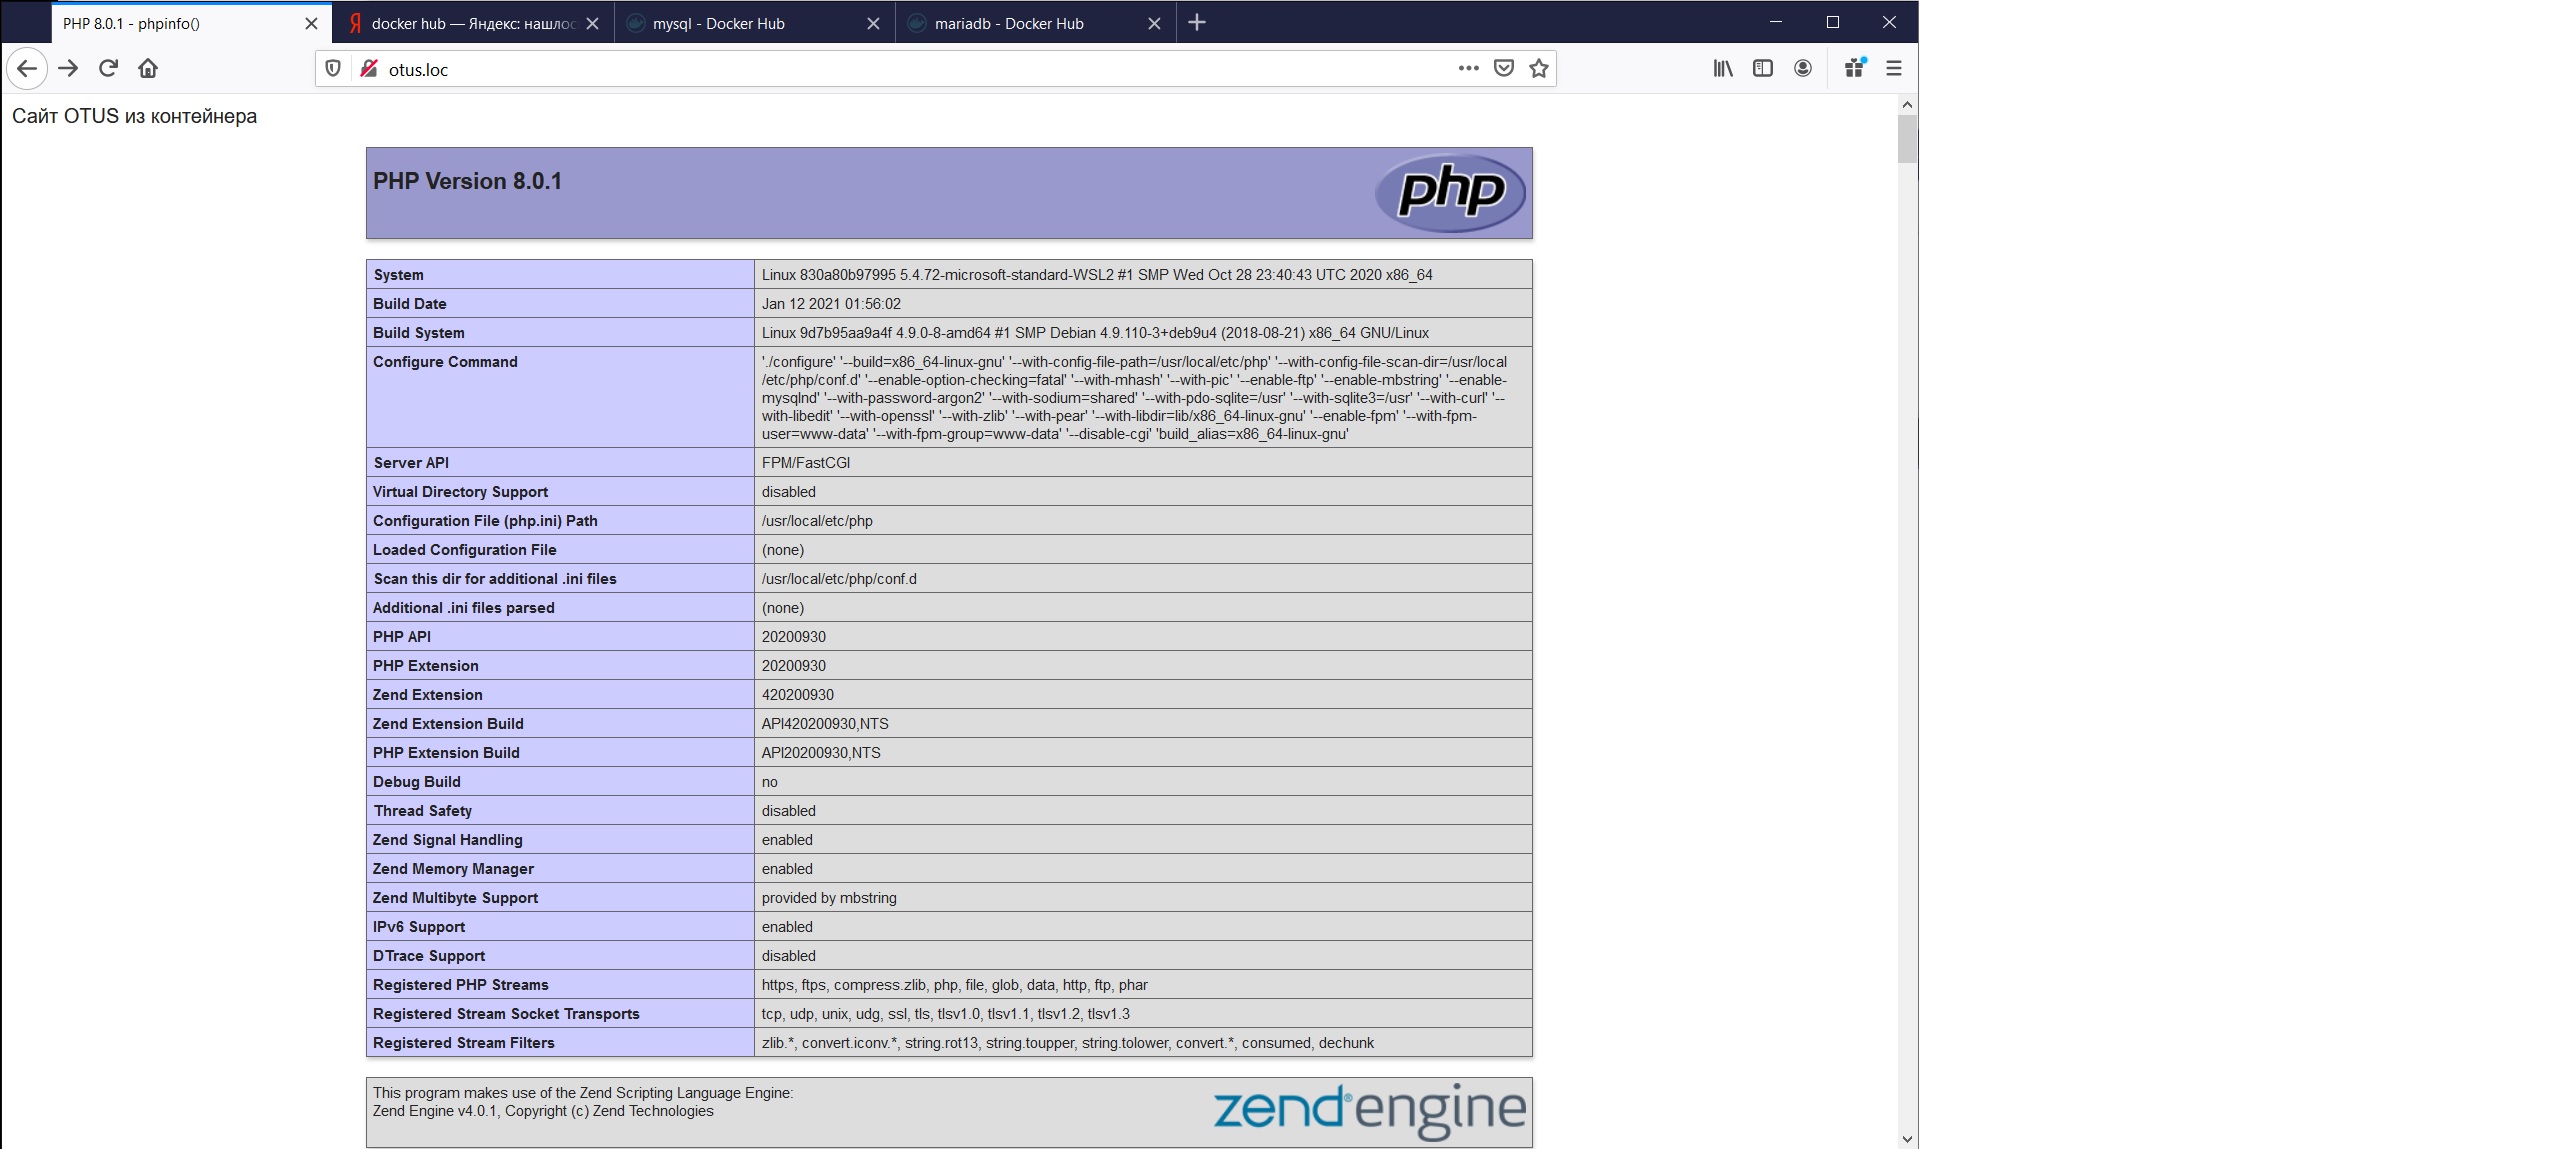 PHP 8.0.1 - phpinfo()
docker hub — Яндекс: нашлос
mysql - Docker Hub
mariadb - Docker Hub
otus.loc
Сайт OTUS из контейнера
PHP Version 8.0.1
php
System Linux 830a80b97995 5.4.72-microsoft-standard-WSL2 #1 SMP Wed Oct 28 23:40:43 UTC 2020 x86_64
Build Date Jan 12 2021 01:56:02
Build System Linux 9d7b95aa9a4f 4.9.0-8-amd64 #1 SMP Debian 4.9.110-3+deb9u4 (2018-08-21) x86_64 GNU/Linux
Configure Command './configure' '--build=x86_64-linux-gnu' '--with-config-file-path=/usr/local/etc/php' '--with-config-file-scan-dir=/usr/local
/etc/php/conf.d' '--enable-option-checking=fatal' '--with-mhash' '--with-pic' '--enable-ftp' '--enable-mbstring' '--enable-
mysqlnd' '--with-password-argon2' '--with-sodium=shared' '--with-pdo-sqlite=/usr' '--with-sqlite3=/usr' '--with-curl' '--
with-libedit' '--with-openssl' '--with-zlib' '--with-pear' '--with-libdir=lib/x86_64-linux-gnu' '--enable-fpm' '--with-fpm-
user=www-data' '--with-fpm-group=www-data' '--disable-cgi' 'build_alias=x86_64-linux-gnu'
Server API FPM/FastCGI
Virtual Directory Support disabled
Configuration File (php.ini) Path /usr/local/etc/php
Loaded Configuration File (none)
Scan this dir for additional .ini files /usr/local/etc/php/conf.d
Additional .ini files parsed (none)
PHP API 20200930
PHP Extension 20200930
Zend Extension 420200930
Zend Extension Build API420200930,NTS
PHP Extension Build API20200930,NTS
Debug Build no
Thread Safety disabled
Zend Signal Handling enabled
Zend Memory Manager enabled
Zend Multibyte Support provided by mbstring
IPv6 Support enabled
DTrace Support disabled
Registered PHP Streams https, ftps, compress.zlib, php, file, glob, data, http, ftp, phar
Registered Stream Socket Transports tcp, udp, unix, udg, ssl, tls, tlsv1.0, tlsv1.1, tlsv1.2, tlsv1.3
Registered Stream Filters zlib.*, convert.iconv.*, string.rot13, string.toupper, string.tolower, convert.*, consumed, dechunk
This program makes use of the Zend Scripting Language Engine:
Zend Engine v4.0.1, Copyright (c) Zend Technologies
zend® engine